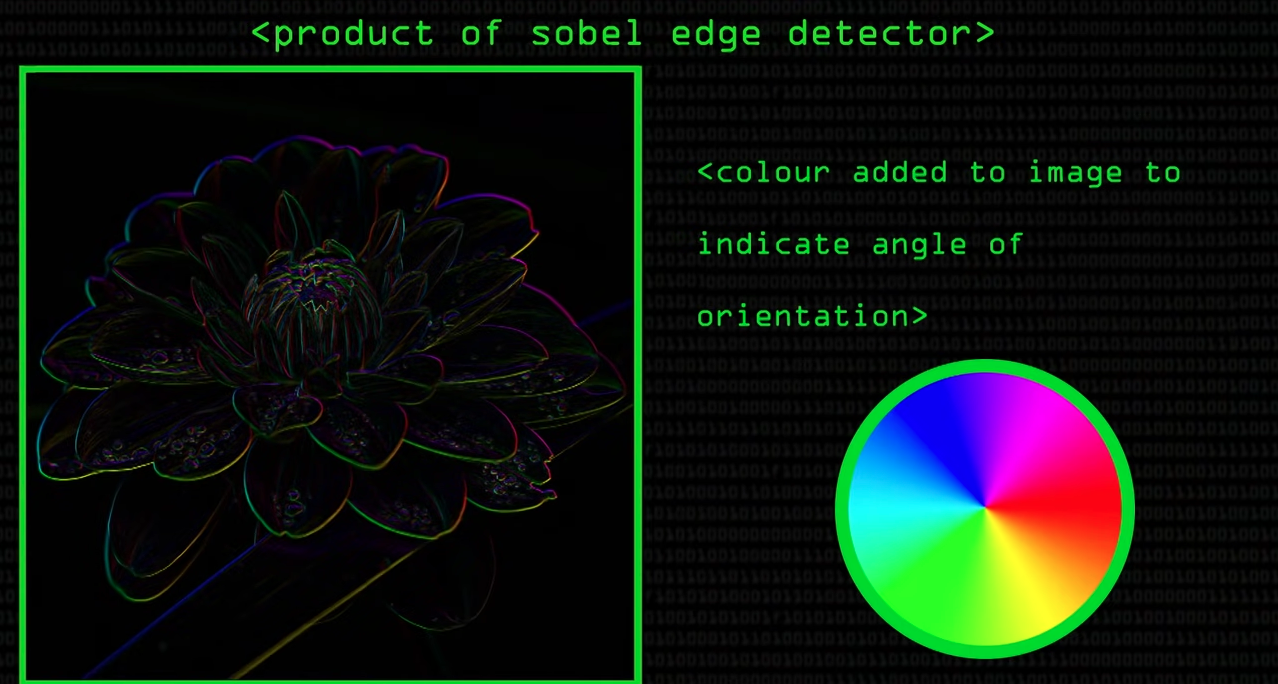 <product of sobel edge detector>
<colour added to image to
indicate angle of
orientation>